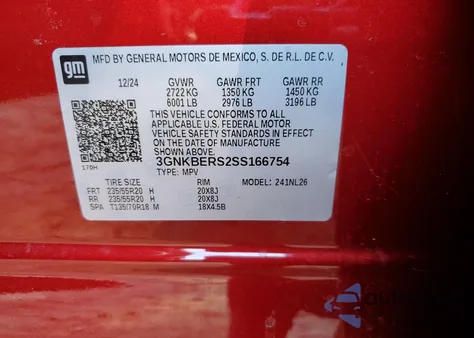 gm
MFD BY GENERAL MOTORS DE MEXICO, S. DE R.L. DE C.V.
12/24 GVWR GAWR FRT GAWR RR
2722 KG 1350 KG 1450 KG
6001 LB 2976 LB 3196 LB
THIS VEHICLE CONFORMS TO ALL
APPLICABLE U.S. FEDERAL MOTOR
VEHICLE SAFETY STANDARDS IN EFFECT
ON THE DATE OF MANUFACTURE
SHOWN ABOVE.
3GNKBERS2SS166754
170H
TYPE: MPV
TIRE SIZE RIM MODEL: 241NL26
FRT 235/55R20 H 20X8J
RR 235/55R20 H 20X8J
SPA T135/70R18 M 18X4.5B